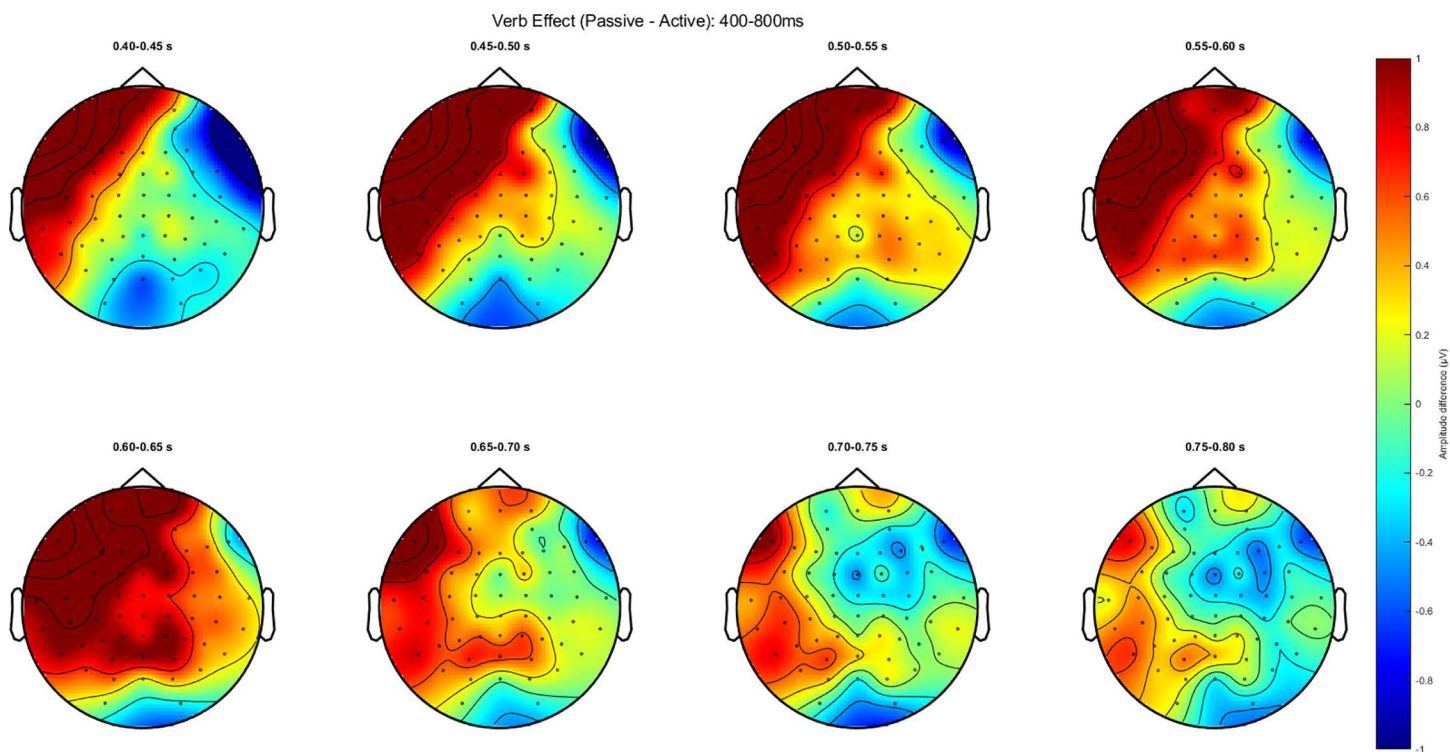 Verb Effect (Passive - Active): 400-800ms
0.40-0.45 s
0.45-0.50 s
0.50-0.55 s
0.55-0.60 s
0.60-0.65 s
0.65-0.70 s
0.70-0.75 s
0.75-0.80 s
1
0.8
0.6
0.4
0.2
0
-0.2
-0.4
-0.6
-0.8
-1
Amplitude difference (µV)